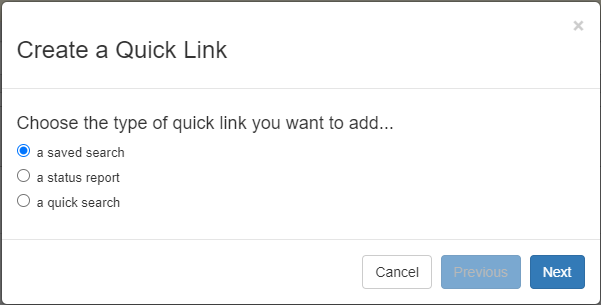 ×
Create a Quick Link
Choose the type of quick link you want to add...
a saved search
a status report
a quick search
Cancel
Previous
Next